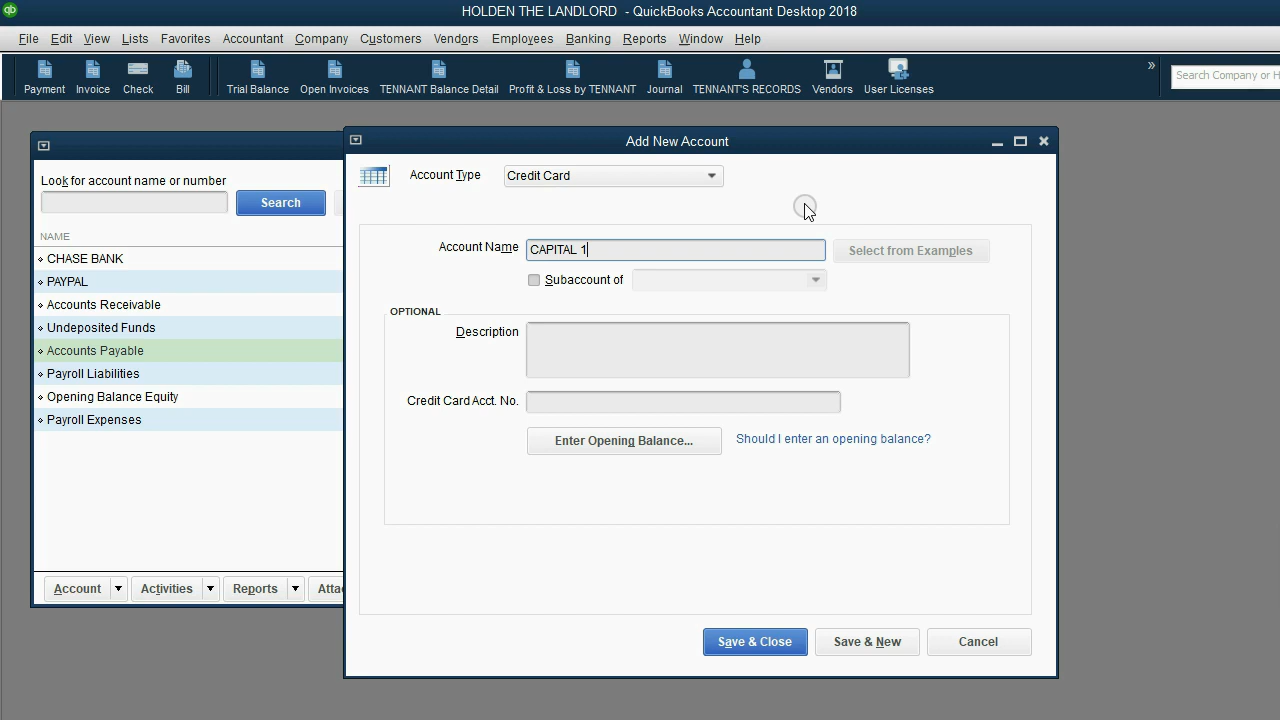 qb
HOLDEN THE LANDLORD - QuickBooks Accountant Desktop 2018
File Edit View Lists Favorites Accountant Company Customers Vendors Employees Banking Reports Window Help
Payment Invoice Check Bill Trial Balance Open Invoices TENNANT Balance Detail Profit & Loss by TENNANT Journal TENNANT'S RECORDS Vendors User Licenses » Search Company or H
Add New Account
Look for account name or number
Search
NAME
CHASE BANK
PAYPAL
Accounts Receivable
Undeposited Funds
Accounts Payable
Payroll Liabilities
Opening Balance Equity
Payroll Expenses
Account Activities Reports Atta
Account Type Credit Card
Account Name CAPITAL 1 Select from Examples
Subaccount of
OPTIONAL
Description
Credit Card Acct. No.
Enter Opening Balance... Should I enter an opening balance?
Save & Close Save & New Cancel